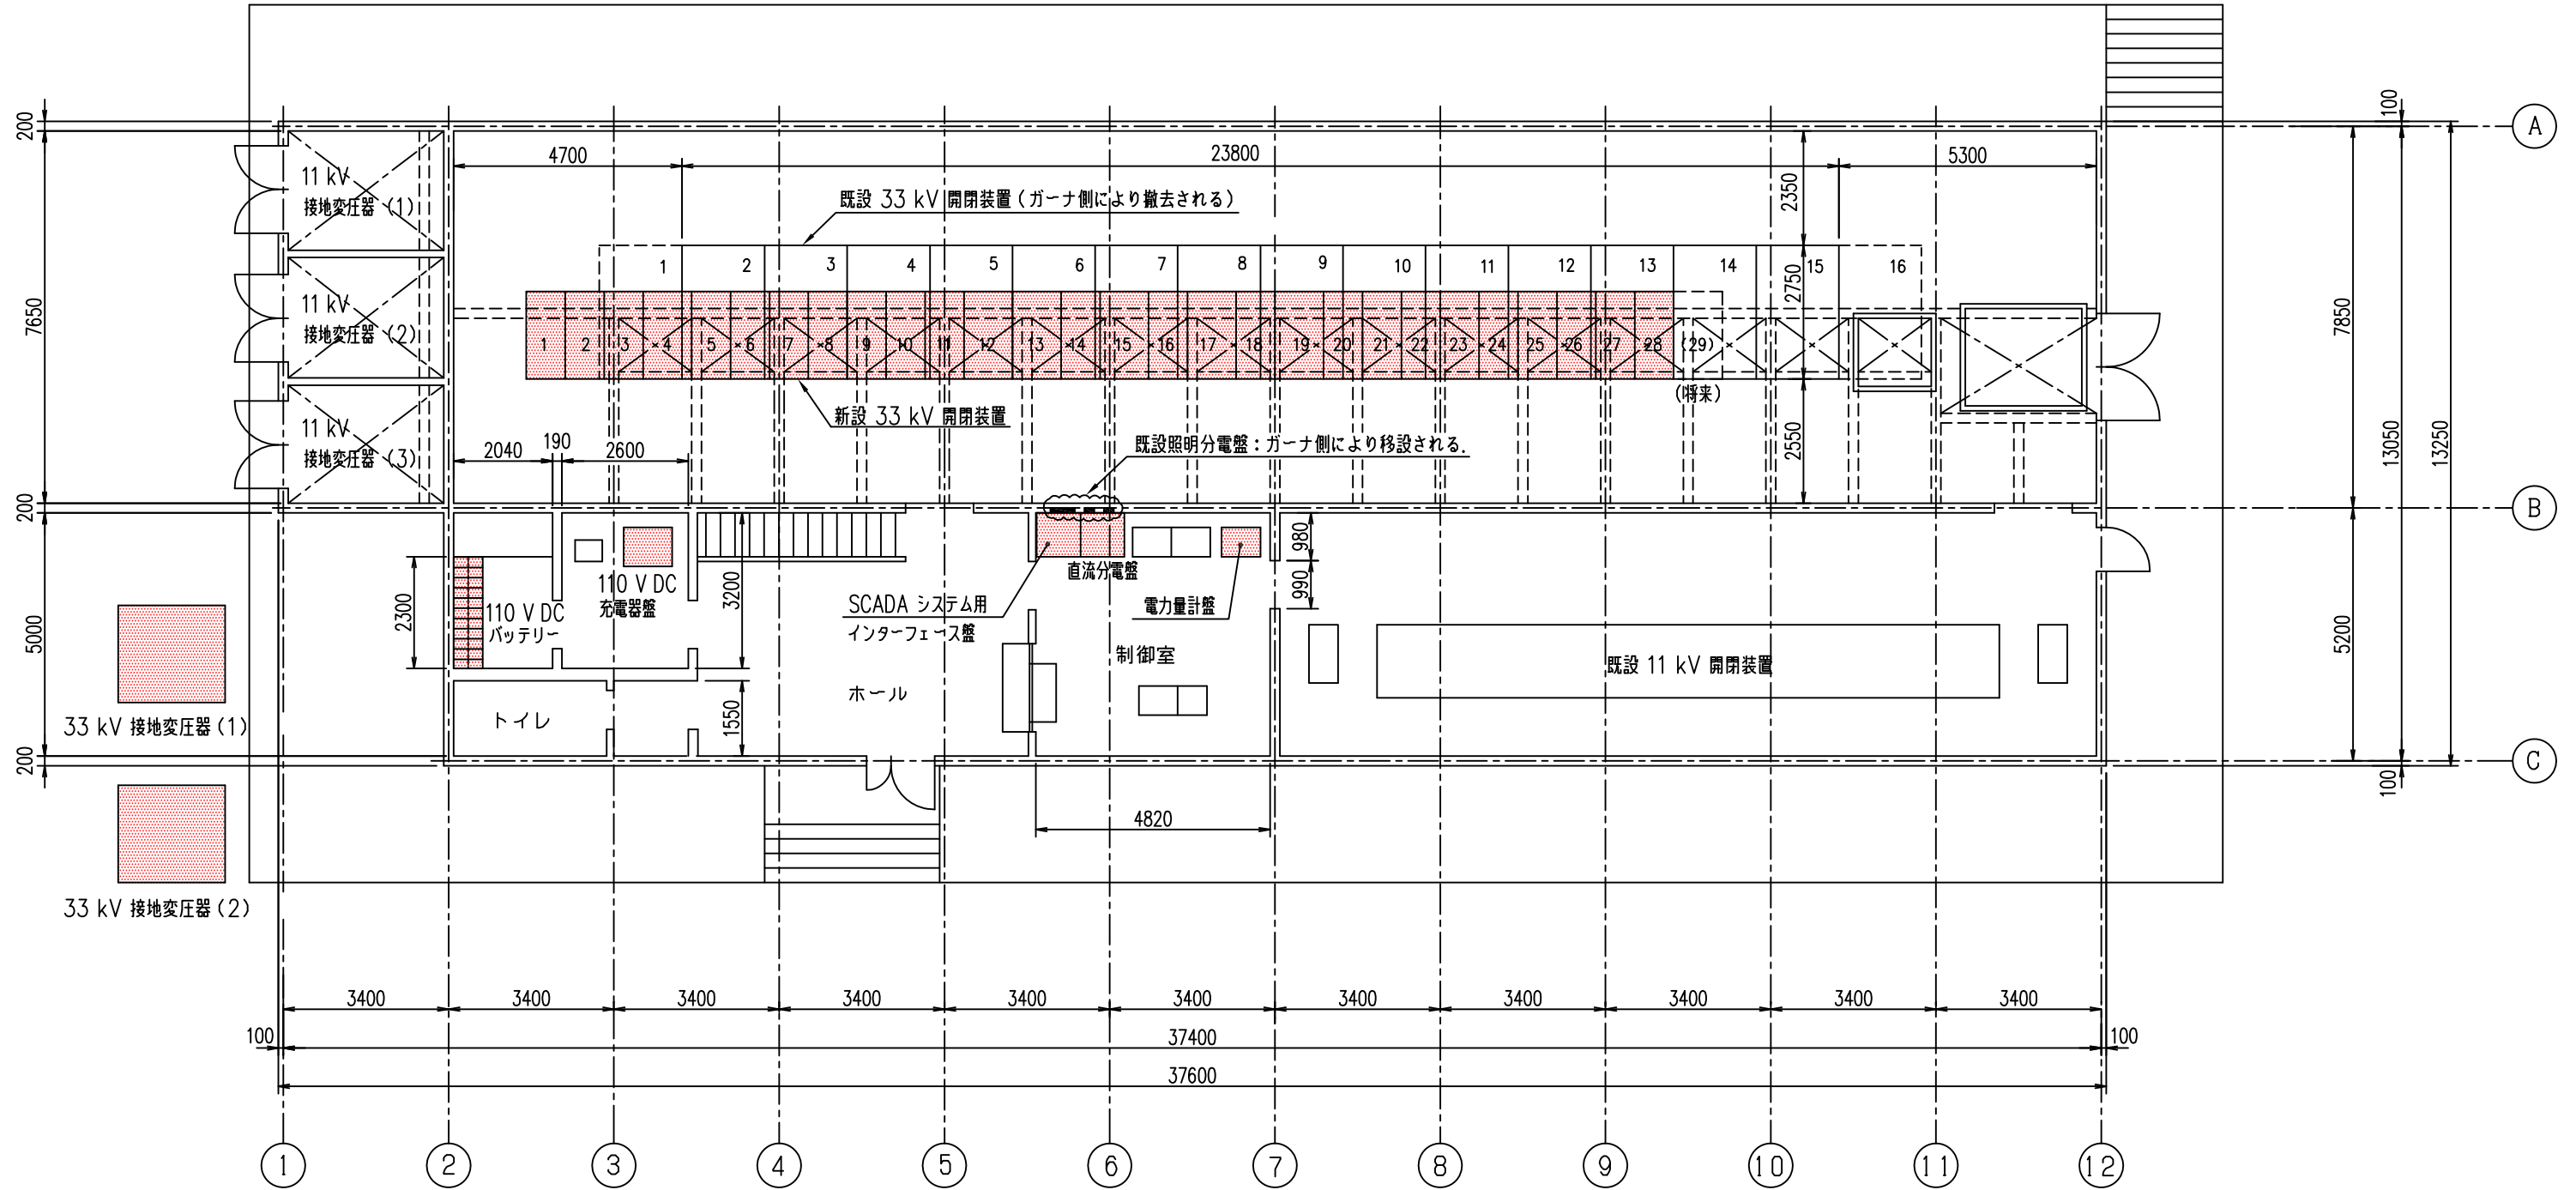 200
100
A
4700
23800
5300
11 kV
接地変圧器 (1)
既設 33 kV 開閉装置 (ガーナ側により撤去される)
2350
1 2 3 4 5 6 7 8 9 10 11 12 13 14 15 16
2750
7650
7850
11 kV
接地変圧器 (2)
1 2 3 4 5 6 7 8 9 10 11 12 13 14 15 16 17 18 19 20 21 22 23 24 25 26 27 28 (29)
(将来)
新設 33 kV 開閉装置
11 kV
接地変圧器 (3)
2040
190
2600
既設照明分電盤:ガーナ側により移設される.
2550
13050
13250
200
B
980
990
直流分電盤
110 V DC
充電器盤
110 V DC
バッテリー
2300
3200
SCADA システム用
インターフェース盤
電力量計盤
5000
5200
制御室
既設 11 kV 開閉装置
ホール
トイレ
1550
33 kV 接地変圧器 (1)
200
C
100
4820
33 kV 接地変圧器 (2)
3400 3400 3400 3400 3400 3400 3400 3400 3400 3400 3400
100
37400
100
37600
1 2 3 4 5 6 7 8 9 10 11 12